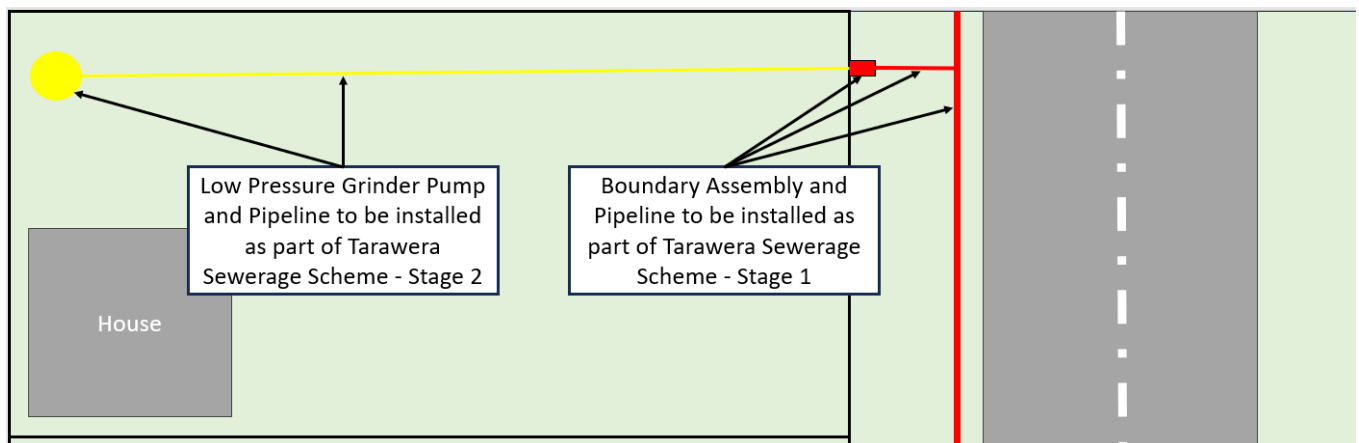 Low Pressure Grinder Pump
and Pipeline to be installed
as part of Tarawera
Sewerage Scheme - Stage 2
Boundary Assembly and
Pipeline to be installed as
part of Tarawera Sewerage
Scheme - Stage 1
House